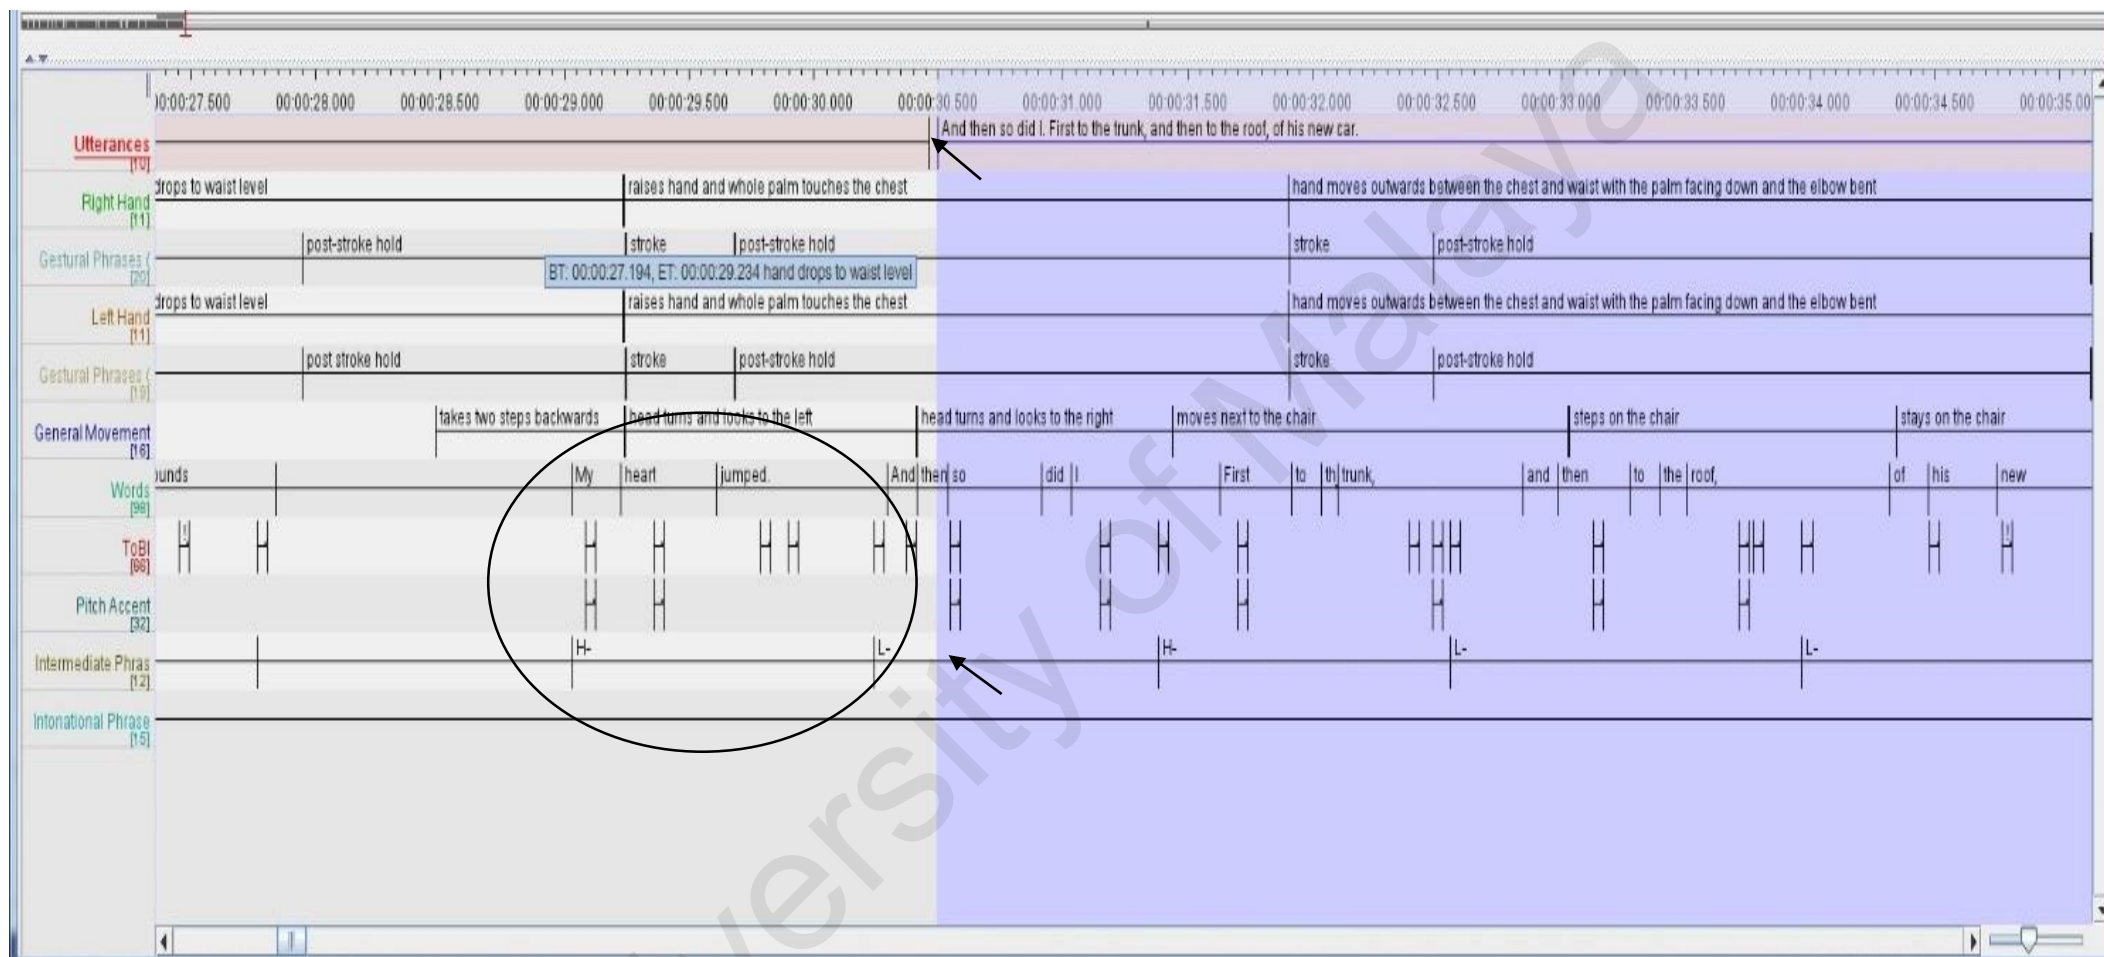 00:00:27.500 00:00:28.000 00:00:28.500 00:00:29.000 00:00:29.500 00:00:30.000 00:00:30.500 00:00:31.000 00:00:31.500 00:00:32.000 00:00:32.500 00:00:33.000 00:00:33.500 00:00:34.000 00:00:34.500 00:00:35.00
Utterances And then so did I. First to the trunk, and then to the roof, of his new car.
[10]
Right Hand drops to waist level raises hand and whole palm touches the chest hand moves outwards between the chest and waist with the palm facing down and the elbow bent
[11]
Gestural Phrases ( post-stroke hold stroke post-stroke hold stroke post-stroke hold
[20]
BT: 00:00:27.194, ET: 00:00:29.234 hand drops to waist level
Left Hand drops to waist level raises hand and whole palm touches the chest hand moves outwards between the chest and waist with the palm facing down and the elbow bent
[11]
Gestural Phrases ( post stroke hold stroke post-stroke hold stroke post-stroke hold
[19]
General Movement takes two steps backwards head turns and looks to the left head turns and looks to the right moves next to the chair steps on the chair stays on the chair
[16]
Words ounds My heart jumped. And then so did I First to th trunk, and then to the roof, of his new
[98]
ToBI
[66]
Pitch Accent
[32]
Intermediate Phras H- L- H- L- L-
[12]
Intonational Phrase
[15]
versity of Malaya